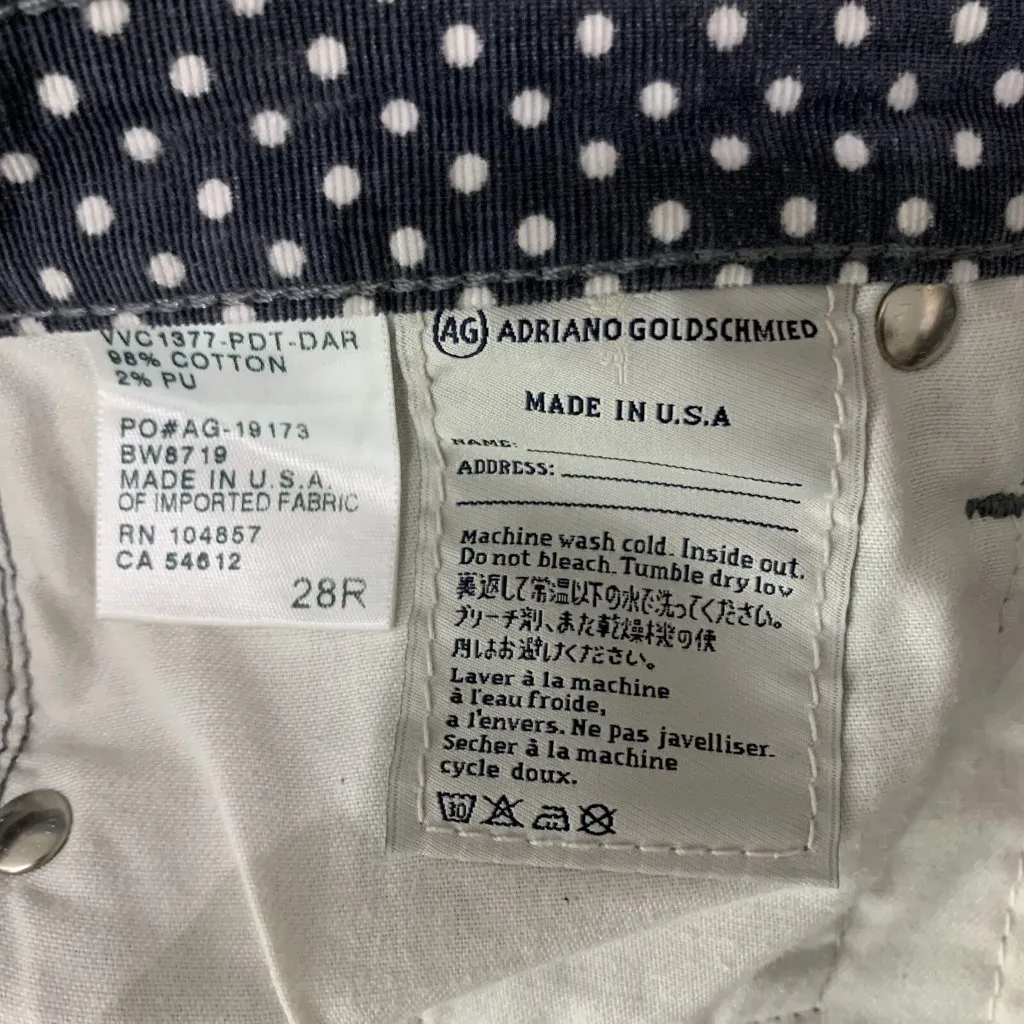 VVC1377-PDT-DAR
98% COTTON
2% PU
PO#AG-19173
BW8719
MADE IN U.S.A.
OF IMPORTED FABRIC
RN 104857
CA 54612
28R
AG ADRIANO GOLDSCHMIED
MADE IN U.S.A
NAME:
ADDRESS:
Machine wash cold. Inside out.
Do not bleach. Tumble dry low
裏返して常温以下の水で洗ってください。
ブリーチ剤、また乾燥機の使
用はお避けください。
Laver à la machine
à l'eau froide,
a l'envers. Ne pas javelliser.
Secher à la machine
cycle doux.
30